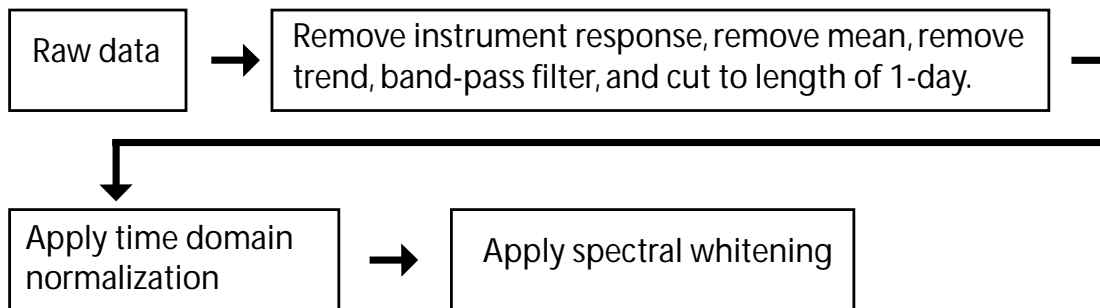 Raw data
Remove instrument response, remove mean, remove
trend, band-pass filter, and cut to length of 1-day.
Apply time domain
normalization
Apply spectral whitening